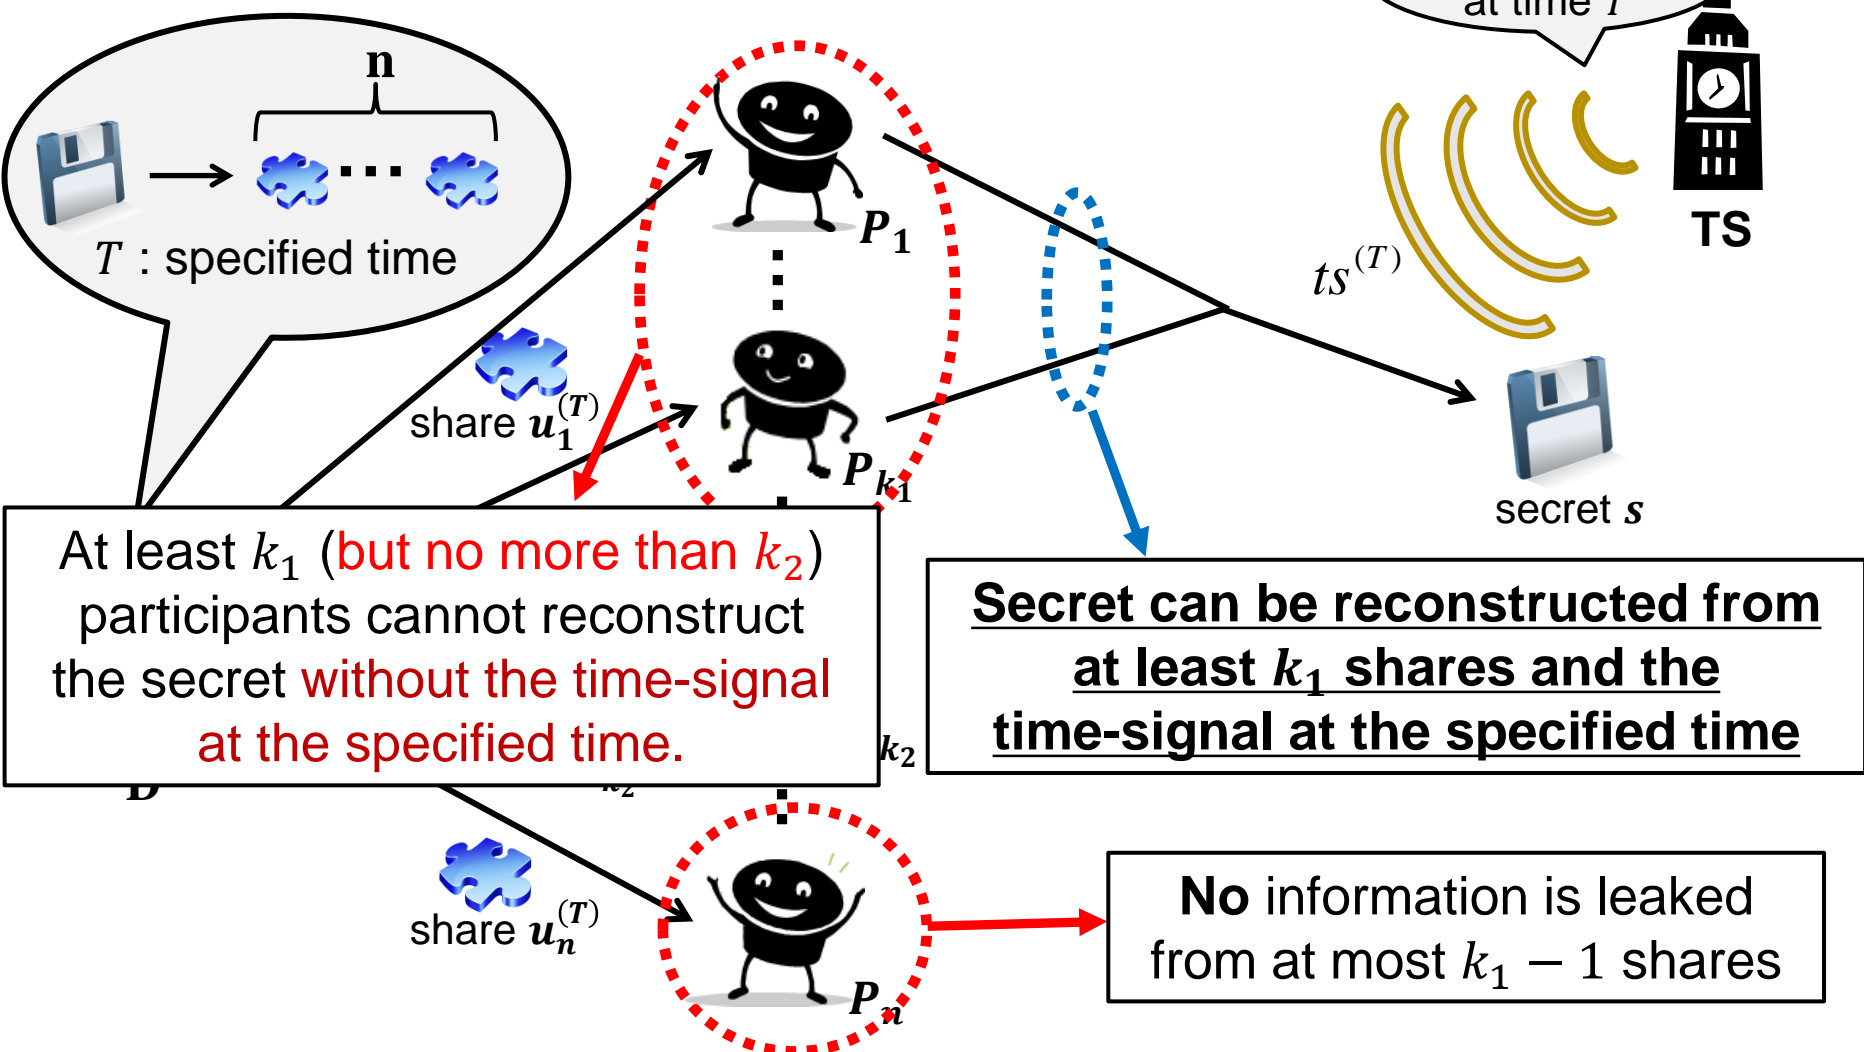 at time T
n
T : specified time
P₁
TS
ts^(T)
share u₁^(T)
P_k₁
secret s
At least k₁ (but no more than k₂)
participants cannot reconstruct
the secret without the time-signal
at the specified time.
Secret can be reconstructed from
at least k₁ shares and the
time-signal at the specified time
k₂
D
k₂
share uₙ^(T)
Pₙ
No information is leaked
from at most k₁ − 1 shares